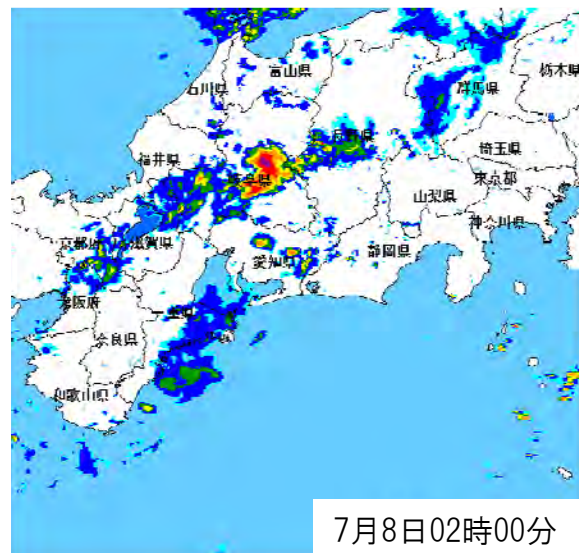 富山県
栃木県
石川県
群馬県
長野県
埼玉県
福井県
岐阜県
東京都
山梨県
神奈川県
京都府
滋賀県
静岡県
愛知県
大阪府
三重県
奈良県
和歌山県
7月8日02時00分